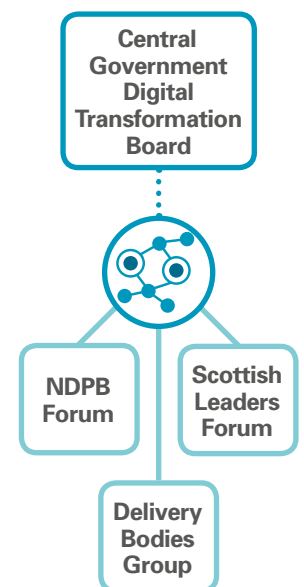 Central
Government
Digital
Transformation
Board
NDPB
Forum
Scottish
Leaders
Forum
Delivery
Bodies
Group